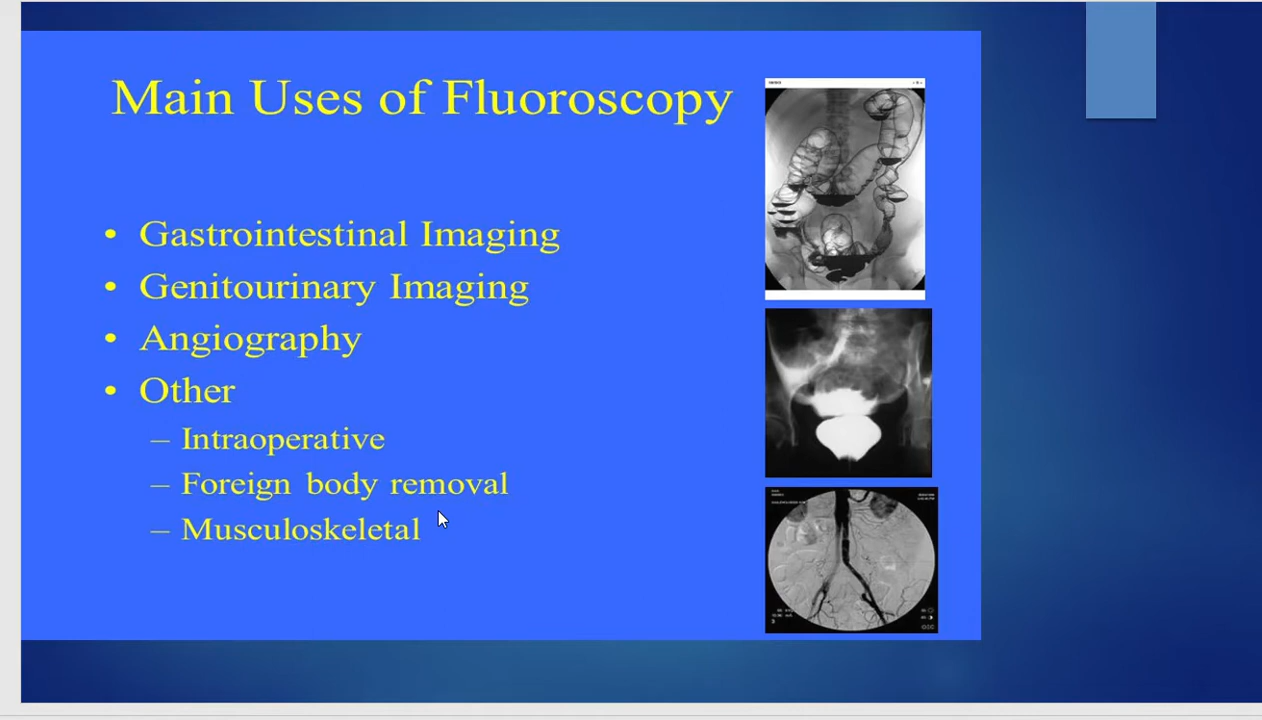 Main Uses of Fluoroscopy
• Gastrointestinal Imaging
• Genitourinary Imaging
• Angiography
• Other
– Intraoperative
– Foreign body removal
– Musculoskeletal